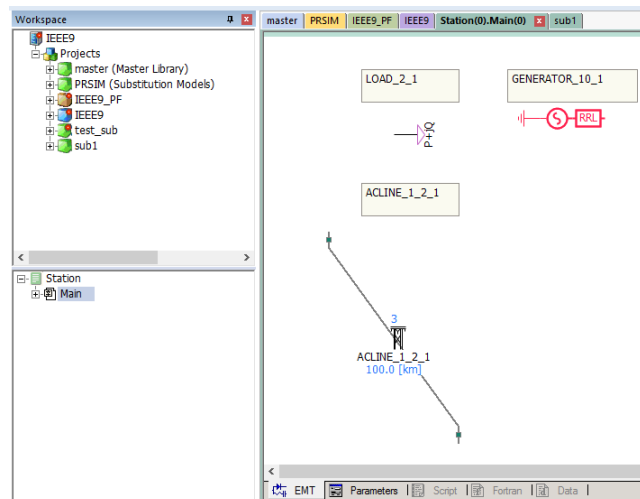 Workspace
IEEE9
Projects
master (Master Library)
PRSIM (Substitution Models)
IEEE9_PF
IEEE9
test_sub
sub1
Station
Main
master PRSIM IEEE9_PF IEEE9 Station(0).Main(0) sub1
LOAD_2_1
GENERATOR_10_1
P+jQ
RRL
ACLINE_1_2_1
3
ACLINE_1_2_1
100.0 [km]
EMT Parameters Script Fortran Data